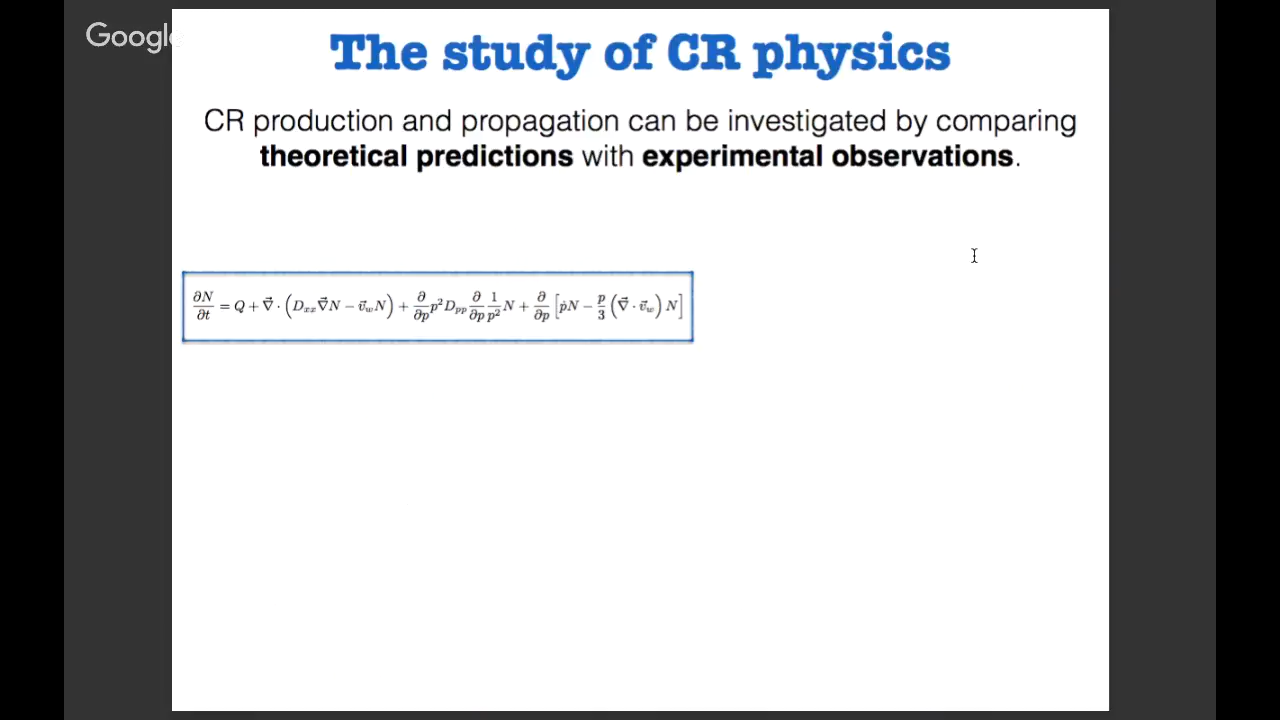 Google
The study of CR physics
CR production and propagation can be investigated by comparing
theoretical predictions with experimental observations.
∂N/∂t = Q + ∇⃗ · (D_xx ∇⃗N − v⃗_w N) + ∂/∂p p² D_pp ∂/∂p 1/p² N + ∂/∂p [ṗN − p/3 (∇⃗ · v⃗_w) N]